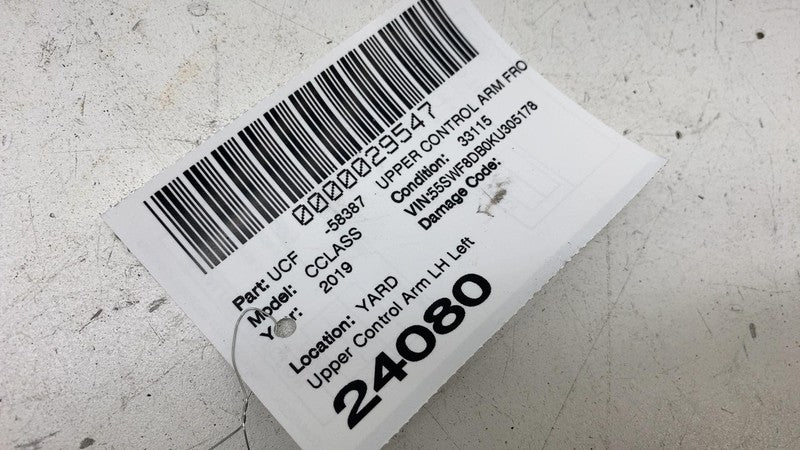 0000029547
Part: UCF -58387 UPPER CONTROL ARM FRO
Model: CCLASS Condition: 33115
Year: 2019 VIN:55SWF8DB0KU305178
Damage Code:
Location: YARD
Upper Control Arm LH Left
24080